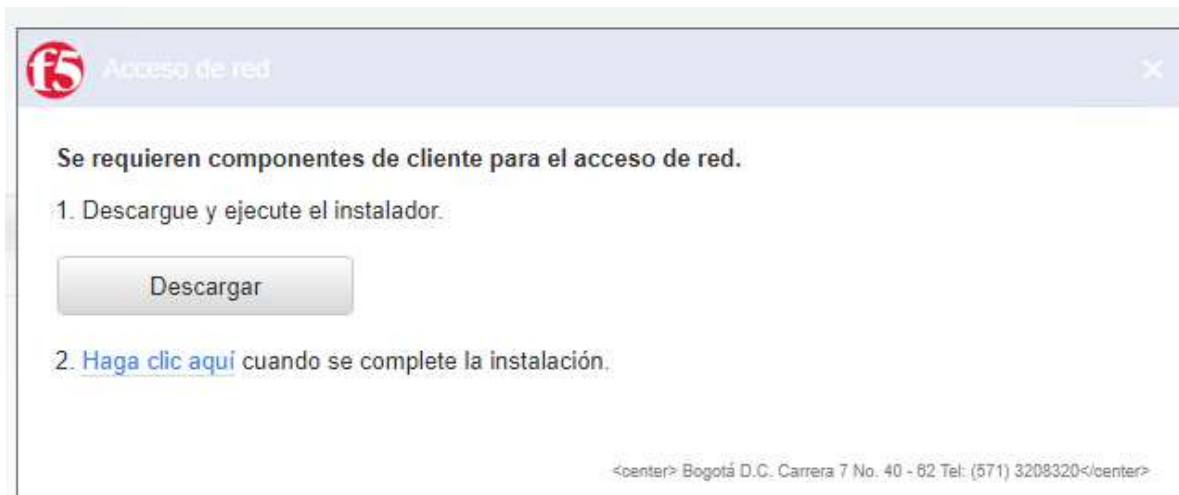 f5 Acceso de red ×
Se requieren componentes de cliente para el acceso de red.
1. Descargue y ejecute el instalador.
Descargar
2. Haga clic aquí cuando se complete la instalación.
<center> Bogotá D.C. Carrera 7 No. 40 - 62 Tel: (571) 3208320</center>